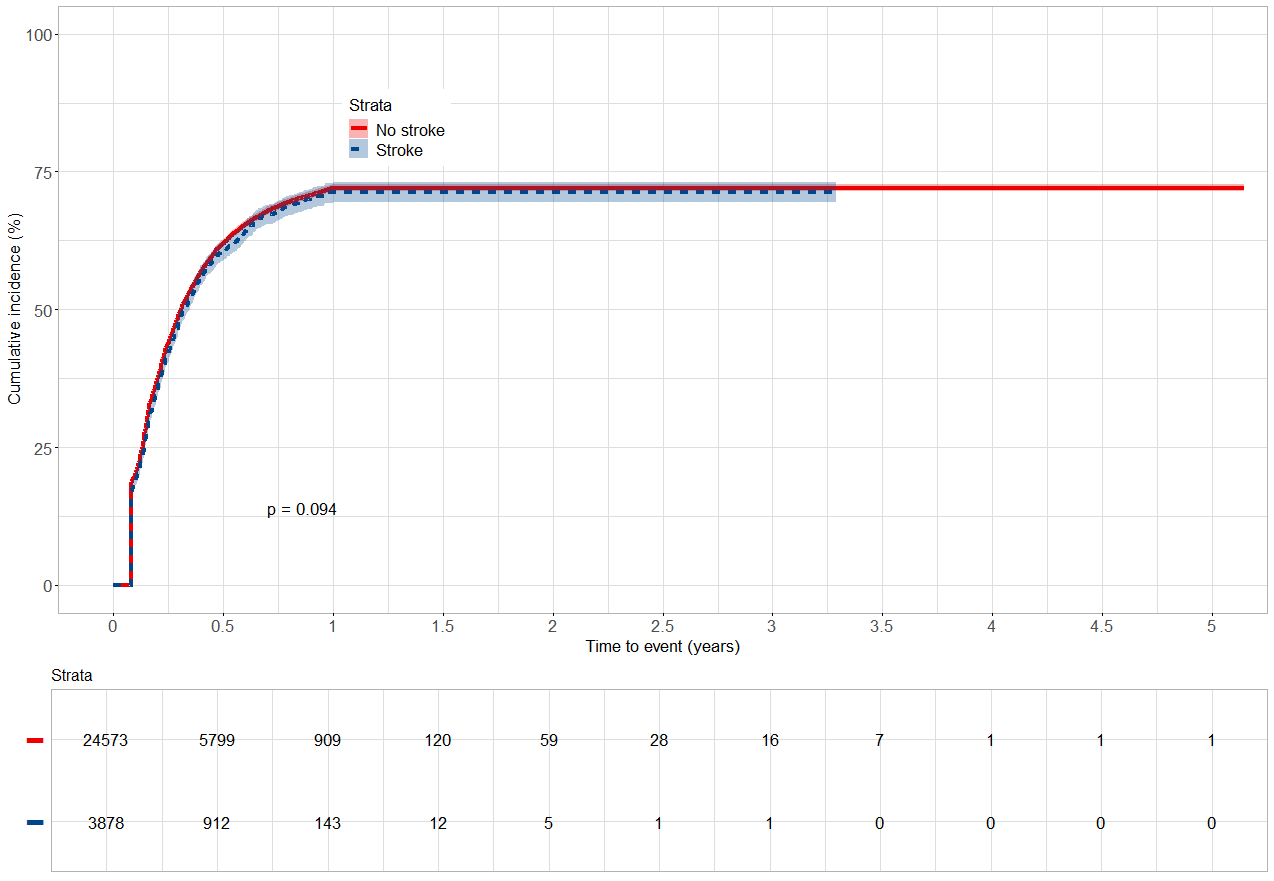 100
75
50
25
0
Cumulative incidence (%)
Strata
No stroke
Stroke
p = 0.094
0 0.5 1 1.5 2 2.5 3 3.5 4 4.5 5
Time to event (years)
Strata
24573 5799 909 120 59 28 16 7 1 1 1
3878 912 143 12 5 1 1 0 0 0 0